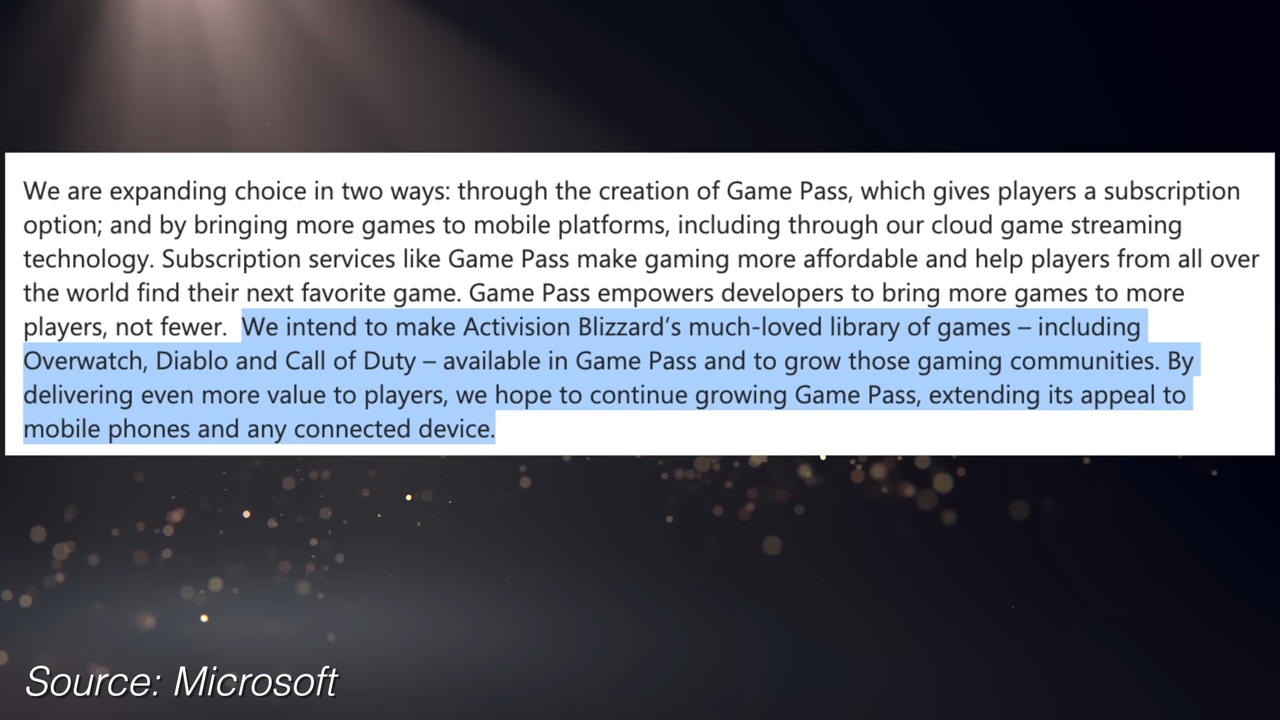 We are expanding choice in two ways: through the creation of Game Pass, which gives players a subscription
option; and by bringing more games to mobile platforms, including through our cloud game streaming
technology. Subscription services like Game Pass make gaming more affordable and help players from all over
the world find their next favorite game. Game Pass empowers developers to bring more games to more
players, not fewer.  We intend to make Activision Blizzard’s much-loved library of games – including
Overwatch, Diablo and Call of Duty – available in Game Pass and to grow those gaming communities. By
delivering even more value to players, we hope to continue growing Game Pass, extending its appeal to
mobile phones and any connected device.
Source: Microsoft